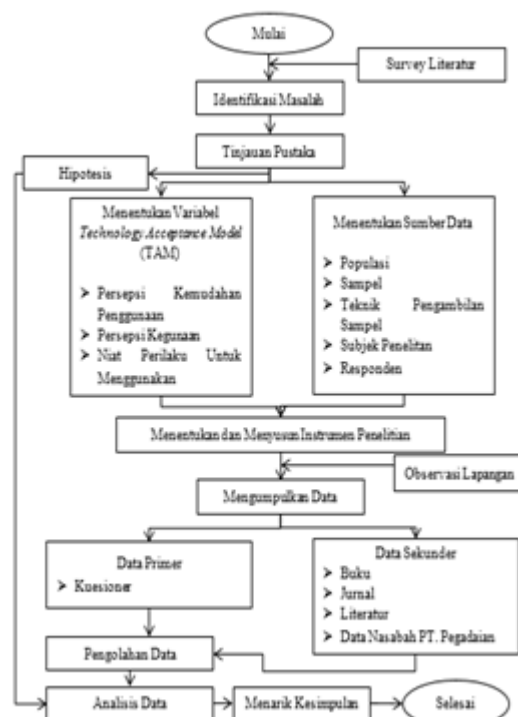 Mulai
Survey Literatur
Identifikasi Masalah
Tinjauan Pustaka
Hipotesis
Menentukan Variabel
Technology Acceptance Model
(TAM)
➤ Persepsi Kemudahan
Penggunaan
➤ Persepsi Kegunaan
➤ Niat Perilaku Untuk
Menggunakan
Menentukan Sumber Data
➤ Populasi
➤ Sampel
➤ Teknik Pengambilan
Sampel
➤ Subjek Penelitan
➤ Responden
Menentukan dan Menyusun Instrumen Penelitian
Observasi Lapangan
Mengumpulkan Data
Data Primer
➤ Kuesioner
Data Sekunder
➤ Buku
➤ Jurnal
➤ Literatur
➤ Data Nasabah PT. Pegadaian
Pengolahan Data
Analisis Data
Menarik Kesimpulan
Selesai